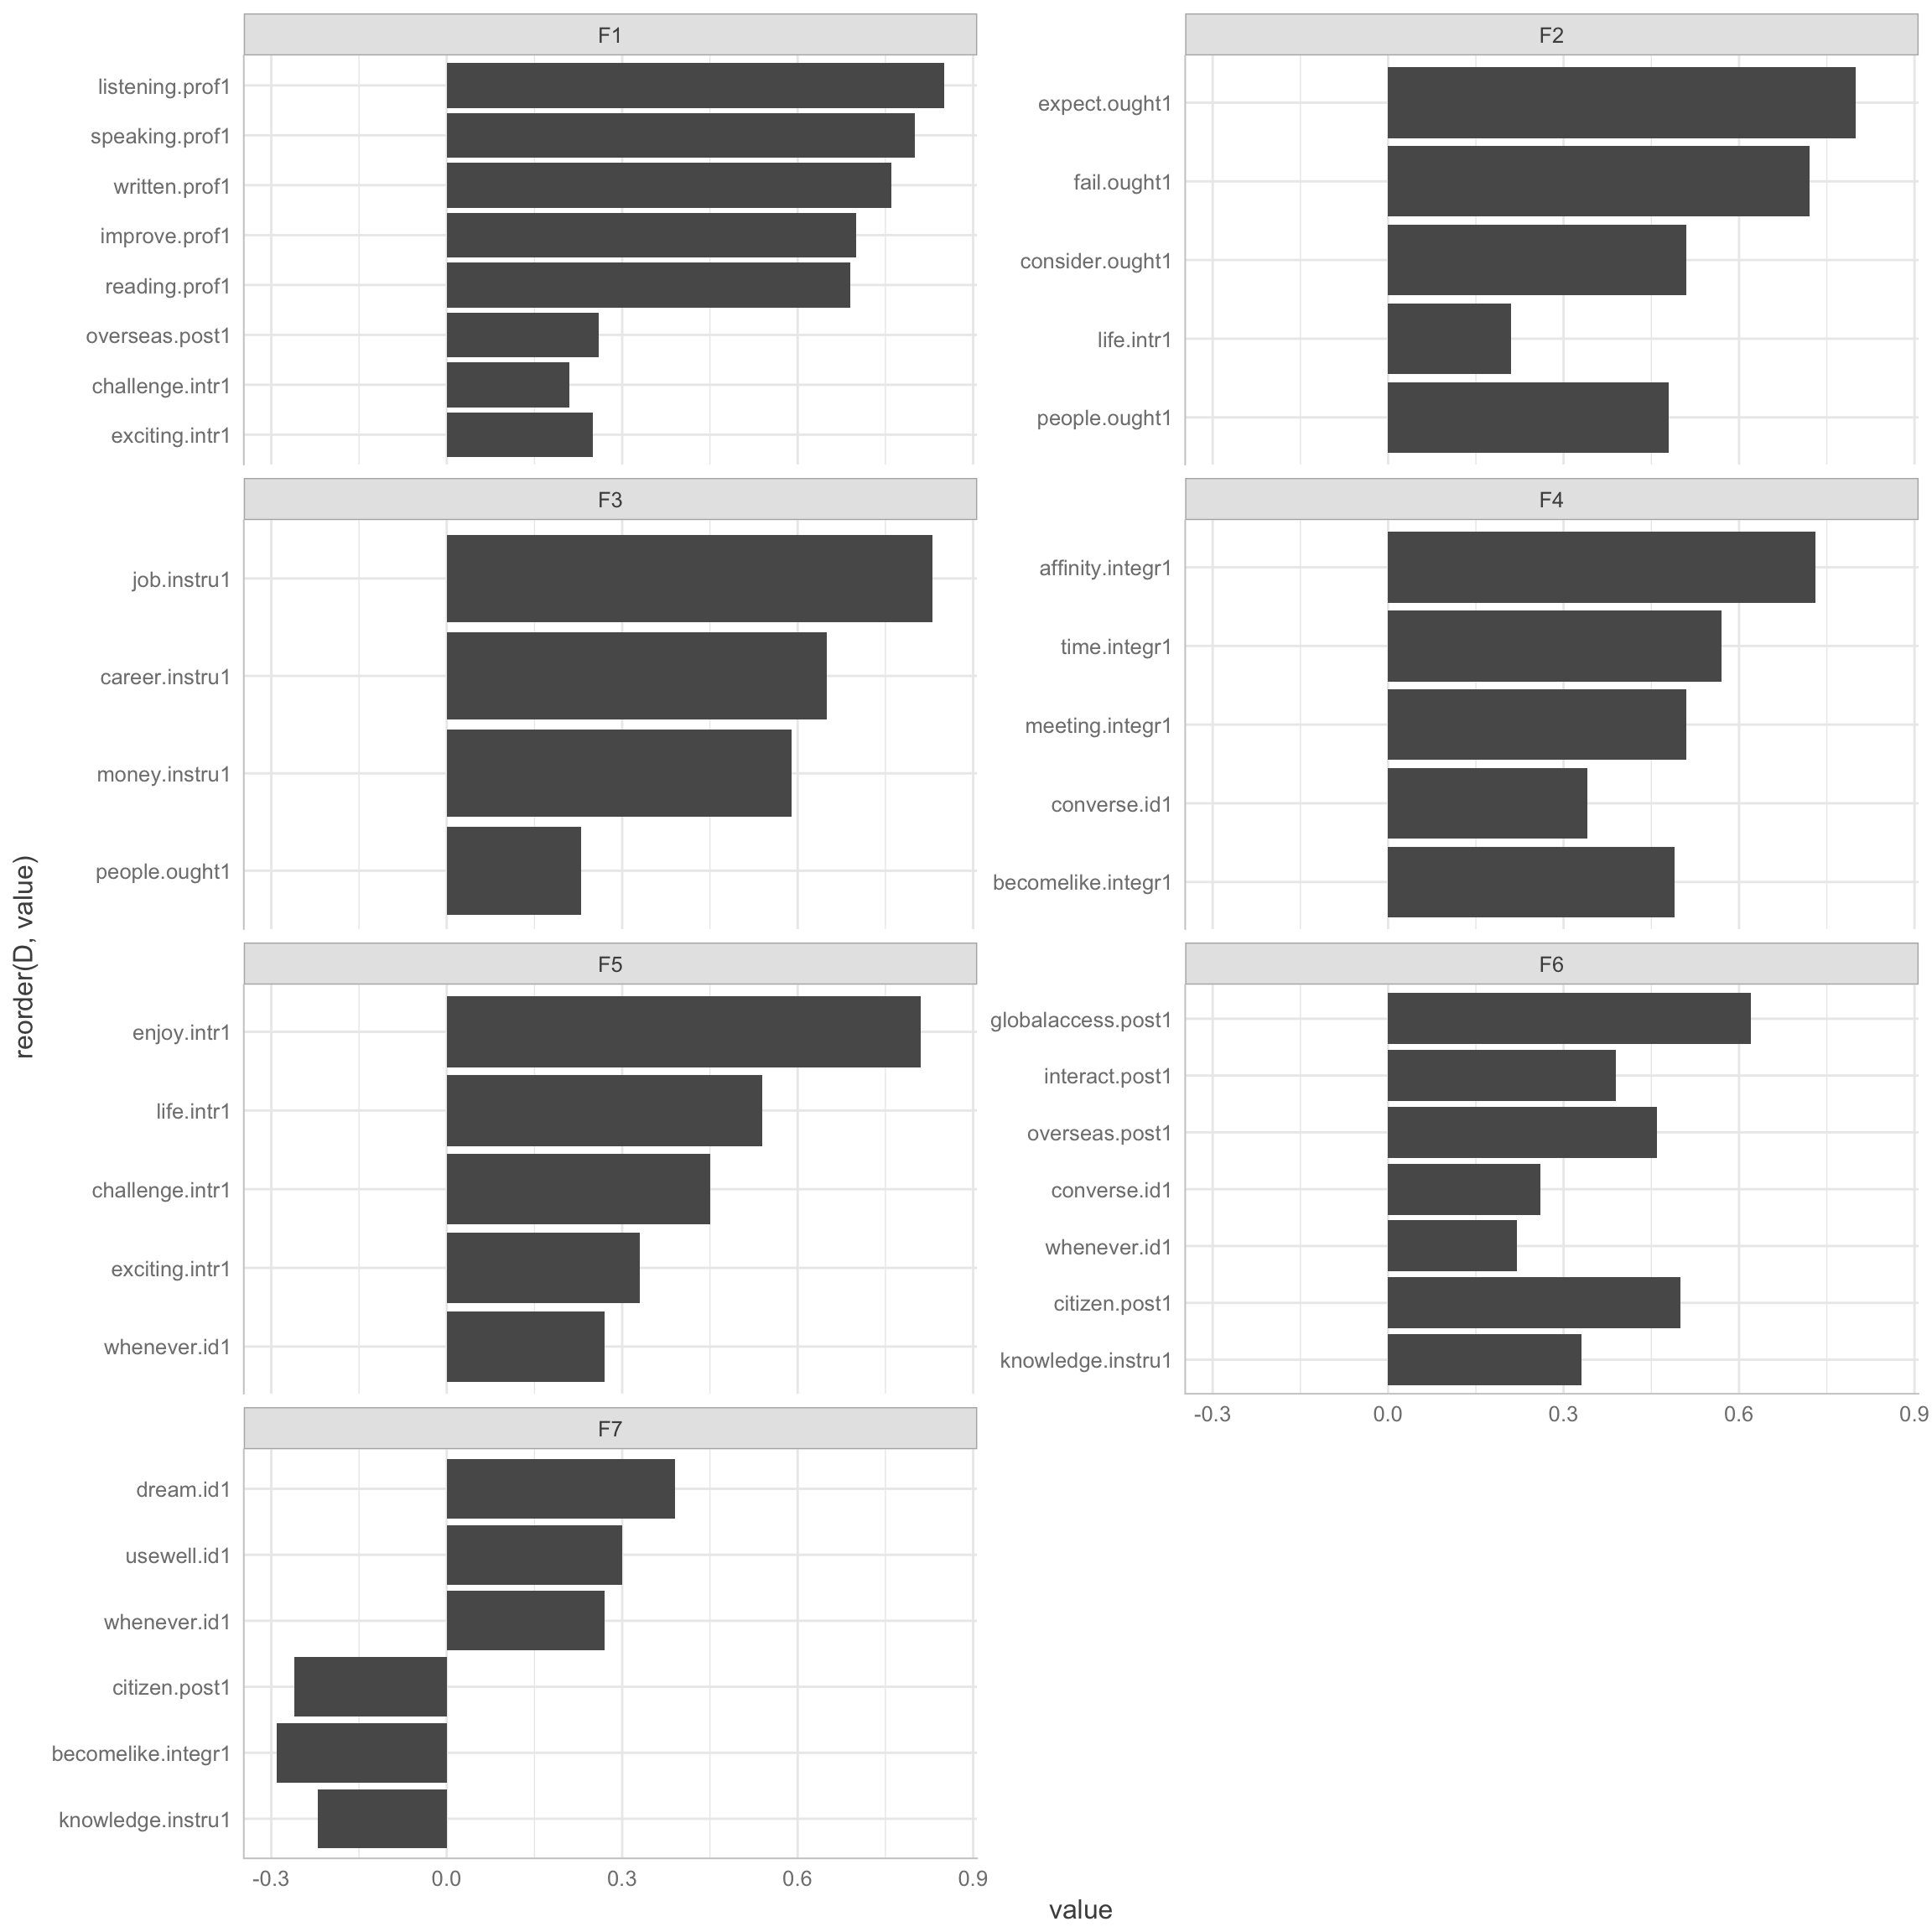 F1
listening.prof1
speaking.prof1
written.prof1
improve.prof1
reading.prof1
overseas.post1
challenge.intr1
exciting.intr1
F2
expect.ought1
fail.ought1
consider.ought1
life.intr1
people.ought1
F3
job.instru1
career.instru1
money.instru1
people.ought1
F4
affinity.integr1
time.integr1
meeting.integr1
converse.id1
becomelike.integr1
F5
enjoy.intr1
life.intr1
challenge.intr1
exciting.intr1
whenever.id1
F6
globalaccess.post1
interact.post1
overseas.post1
converse.id1
whenever.id1
citizen.post1
knowledge.instru1
-0.3 0.0 0.3 0.6 0.9
F7
dream.id1
usewell.id1
whenever.id1
citizen.post1
becomelike.integr1
knowledge.instru1
-0.3 0.0 0.3 0.6 0.9
value
reorder(D, value)